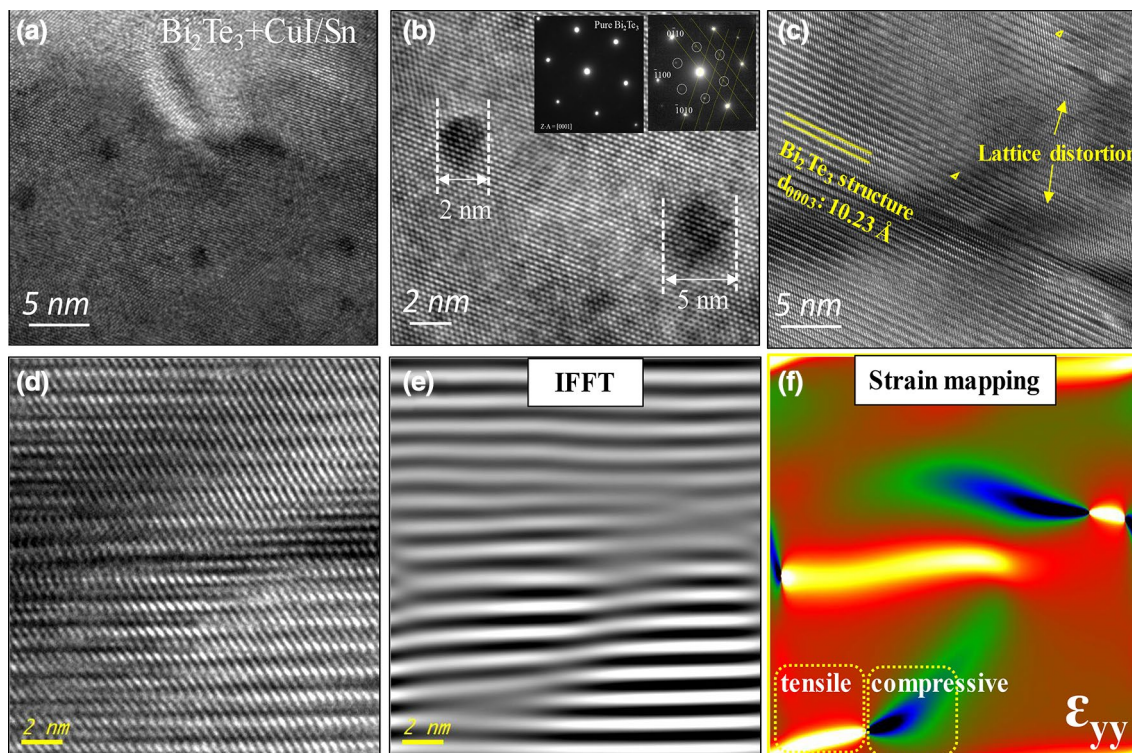 (a)
Bi₂Te₃+CuI/Sn
5 nm
(b)
Pure Bi₂Te₃
Z·A = [0001]
0110
1100
1010
2 nm
5 nm
2 nm
(c)
Bi₂Te₃ structure
d₀₀₀₃: 10.23 Å
Lattice distortion
5 nm
(d)
2 nm
(e)
IFFT
2 nm
(f)
Strain mapping
tensile
compressive
εyy